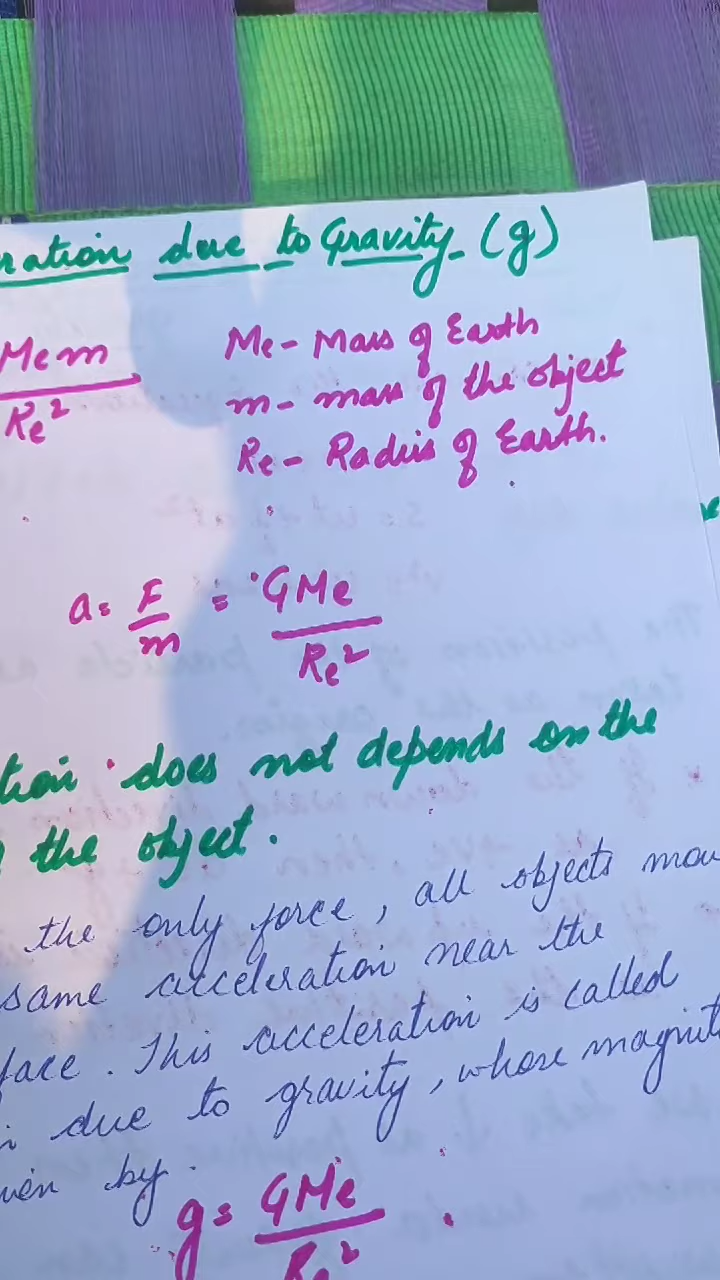 ration due to Gravity (g)
Mem
Re²
Me - Mass of Earth
m - mass of the object
Re - Radius of Earth.
a = F/m = GMe/Re²
tion does not depends on the
the object.
the only force, all objects mov
same acceleration near the
face. This acceleration is called
n due to gravity, whose magnit
ven by.
g = GMe/Re²